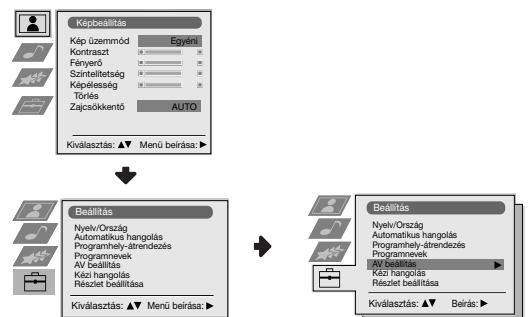 Képbeállítás
Kép üzemmód Egyéni
Kontraszt
Fényerő
Színtelítetség
Képélesség
Törlés
Zajcsökkentő AUTO
Kiválasztás: ▲▼ Menü beírása: ▶
Beállítás
Nyelv/Ország
Automatikus hangolás
Programhely-átrendezés
Programnevek
AV beállítás
Kézi hangolás
Részlet beállítása
Kiválasztás: ▲▼ Menü beírása: ▶
Beállítás
Nyelv/Ország
Automatikus hangolás
Programhely-átrendezés
Programnevek
AV beállítás ▶
Kézi hangolás
Részlet beállítása
Kiválasztás: ▲▼ Beírás: ▶